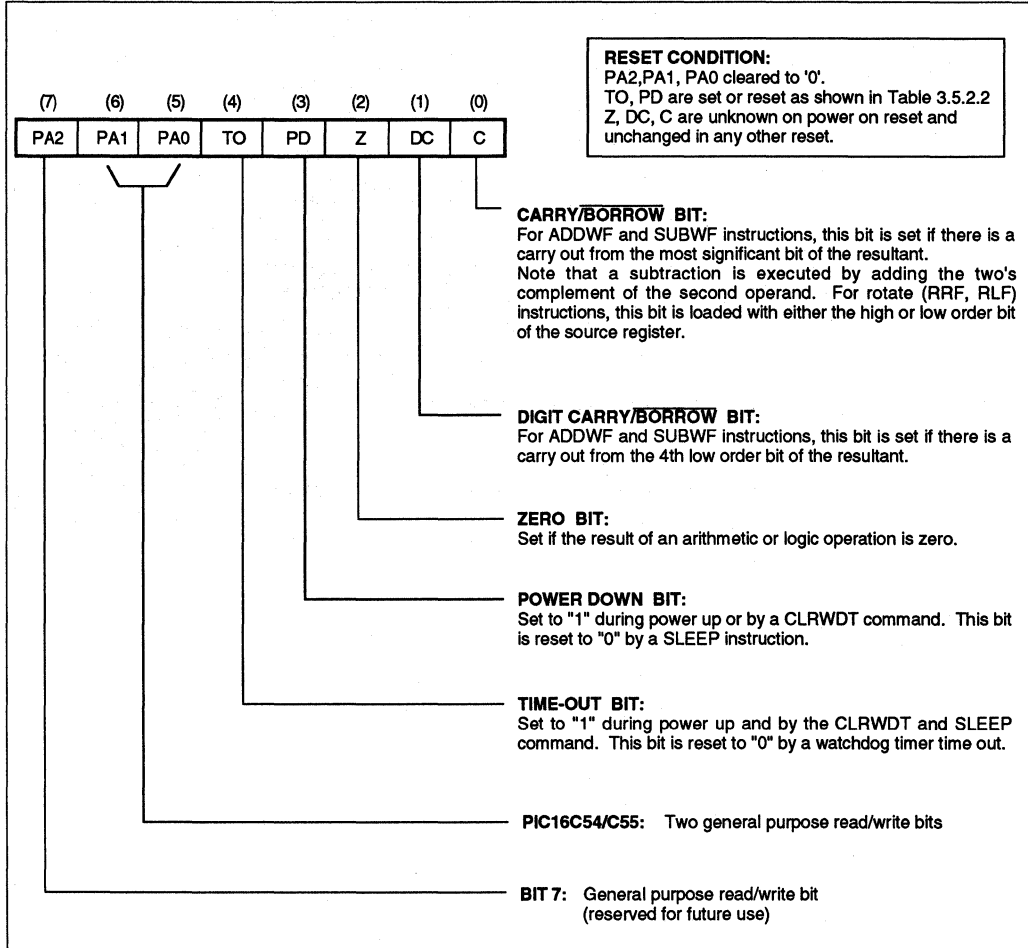 RESET CONDITION:
PA2,PA1, PA0 cleared to '0'.
TO, PD are set or reset as shown in Table 3.5.2.2
Z, DC, C are unknown on power on reset and
unchanged in any other reset.
(7) (6) (5) (4) (3) (2) (1) (0)
PA2 PA1 PA0 TO PD Z DC C
CARRY/BORROW BIT:
For ADDWF and SUBWF instructions, this bit is set if there is a
carry out from the most significant bit of the resultant.
Note that a subtraction is executed by adding the two's
complement of the second operand. For rotate (RRF, RLF)
instructions, this bit is loaded with either the high or low order bit
of the source register.
DIGIT CARRY/BORROW BIT:
For ADDWF and SUBWF instructions, this bit is set if there is a
carry out from the 4th low order bit of the resultant.
ZERO BIT:
Set if the result of an arithmetic or logic operation is zero.
POWER DOWN BIT:
Set to "1" during power up or by a CLRWDT command. This bit
is reset to "0" by a SLEEP instruction.
TIME-OUT BIT:
Set to "1" during power up and by the CLRWDT and SLEEP
command. This bit is reset to "0" by a watchdog timer time out.
PIC16C54/C55: Two general purpose read/write bits
BIT 7: General purpose read/write bit
(reserved for future use)